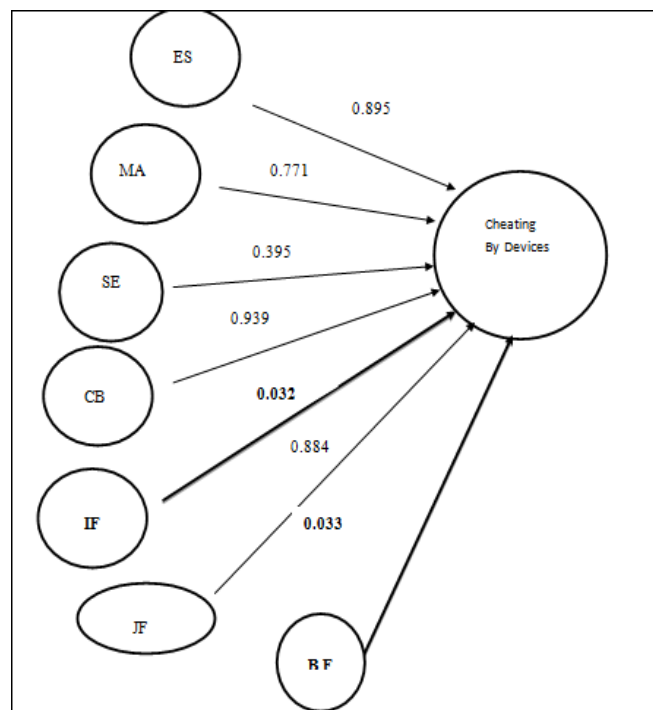 ES
0.895
MA
0.771
Cheating
By Devices
SE
0.395
0.939
CB
0.032
0.884
IF
0.033
JF
B F